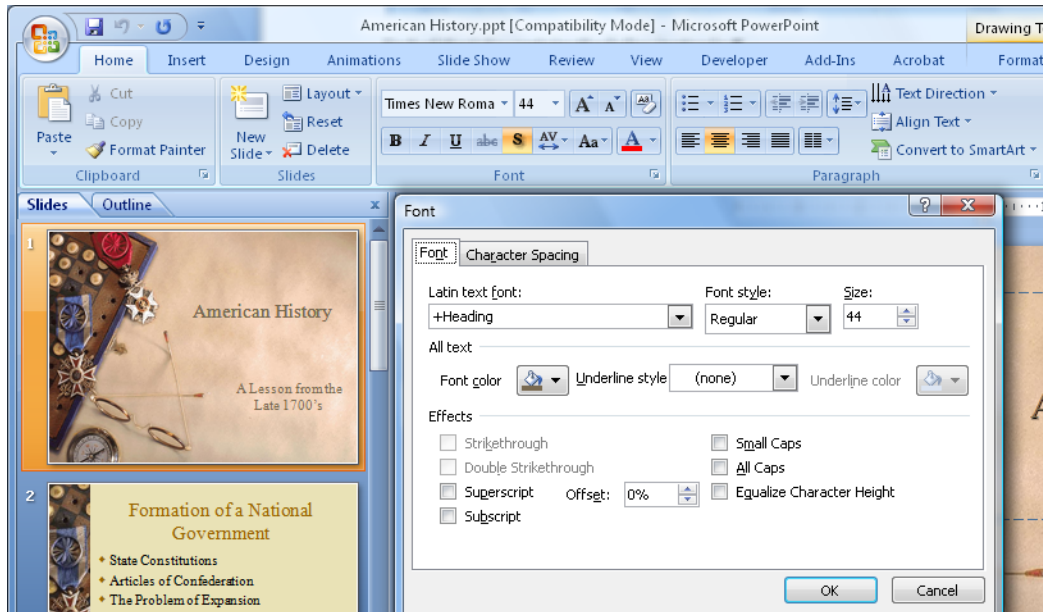 American History.ppt [Compatibility Mode] - Microsoft PowerPoint
Drawing T
Home Insert Design Animations Slide Show Review View Developer Add-Ins Acrobat Format
Paste
Cut
Copy
Format Painter
Clipboard
New
Slide
Layout
Reset
Delete
Slides
Times New Roma 44 A A
B I U abc S AV Aa A
Font
Text Direction
Align Text
Convert to SmartArt
Paragraph
Slides Outline x
1
American History
A Lesson from the
Late 1700's
2
Formation of a National
Government
State Constitutions
Articles of Confederation
The Problem of Expansion
Font ? X
Font Character Spacing
Latin text font: Font style: Size:
+Heading Regular 44
All text
Font color Underline style (none) Underline color
Effects
Strikethrough Small Caps
Double Strikethrough All Caps
Superscript Offset: 0% Equalize Character Height
Subscript
OK Cancel